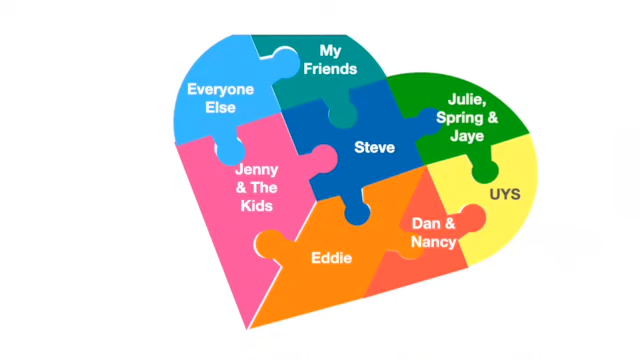 My
Friends
Everyone
Else
Julie,
Spring &
Jaye
Steve
Jenny
& The
Kids
UYS
Dan &
Nancy
Eddie